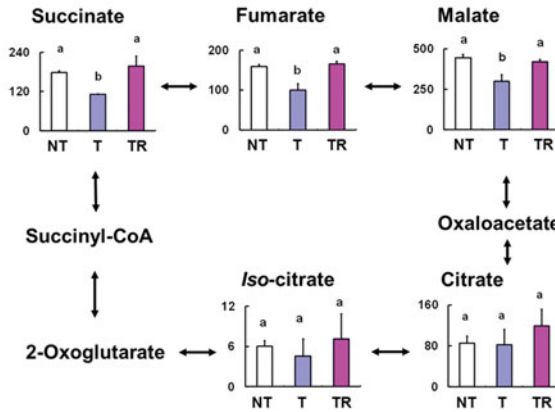 Succinate
a
b
a
240
120
0
NT T TR
Fumarate
a
b
a
200
100
0
NT T TR
Malate
a
b
a
500
250
0
NT T TR
Succinyl-CoA
Oxaloacetate
2-Oxoglutarate
Iso-citrate
a
a
a
12
6
0
NT T TR
Citrate
a
a
a
160
80
0
NT T TR